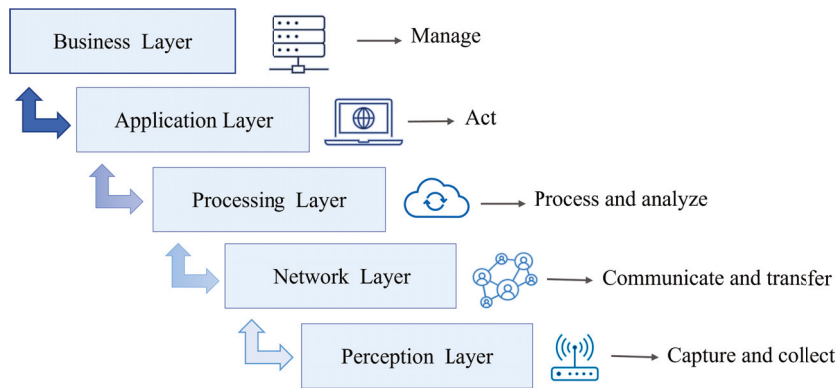 Business Layer
Manage
Application Layer
Act
Processing Layer
Process and analyze
Network Layer
Communicate and transfer
Perception Layer
Capture and collect